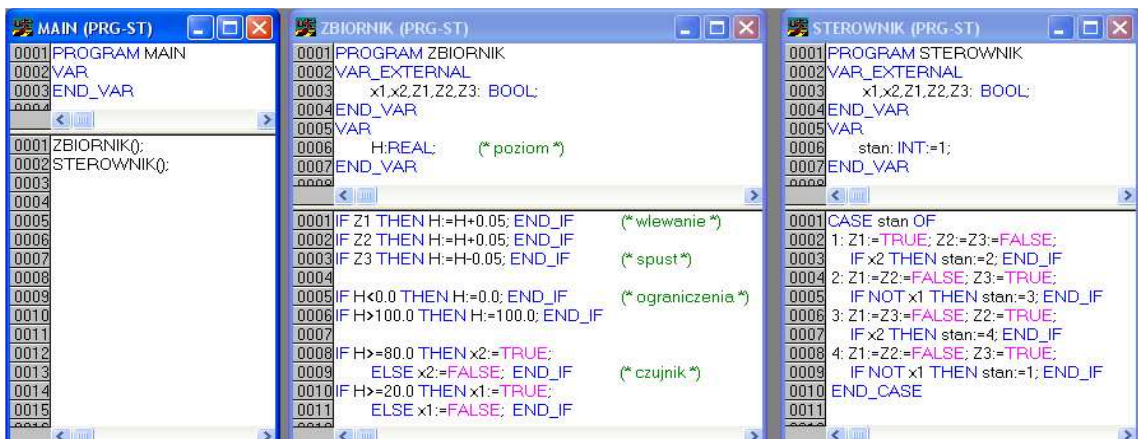 MAIN (PRG-ST)
0001 PROGRAM MAIN
0002 VAR
0003 END_VAR
0004
0001 ZBIORNIK();
0002 STEROWNIK();
0003
0004
0005
0006
0007
0008
0009
0010
0011
0012
0013
0014
0015
0016
ZBIORNIK (PRG-ST)
0001 PROGRAM ZBIORNIK
0002 VAR_EXTERNAL
0003 x1,x2,Z1,Z2,Z3: BOOL;
0004 END_VAR
0005 VAR
0006 H:REAL; (* poziom *)
0007 END_VAR
0008
0001 IF Z1 THEN H:=H+0.05; END_IF (* wlewanie *)
0002 IF Z2 THEN H:=H+0.05; END_IF
0003 IF Z3 THEN H:=H-0.05; END_IF (* spust *)
0004
0005 IF H<0.0 THEN H:=0.0; END_IF (* ograniczenia *)
0006 IF H>100.0 THEN H:=100.0; END_IF
0007
0008 IF H>=80.0 THEN x2:=TRUE;
0009 ELSE x2:=FALSE; END_IF (* czujnik *)
0010 IF H>=20.0 THEN x1:=TRUE;
0011 ELSE x1:=FALSE; END_IF
STEROWNIK (PRG-ST)
0001 PROGRAM STEROWNIK
0002 VAR_EXTERNAL
0003 x1,x2,Z1,Z2,Z3: BOOL;
0004 END_VAR
0005 VAR
0006 stan: INT:=1;
0007 END_VAR
0008
0001 CASE stan OF
0002 1: Z1:=TRUE; Z2:=Z3:=FALSE;
0003 IF x2 THEN stan:=2; END_IF
0004 2: Z1:=Z2:=FALSE; Z3:=TRUE;
0005 IF NOT x1 THEN stan:=3; END_IF
0006 3: Z1:=Z3:=FALSE; Z2:=TRUE;
0007 IF x2 THEN stan:=4; END_IF
0008 4: Z1:=Z2:=FALSE; Z3:=TRUE;
0009 IF NOT x1 THEN stan:=1; END_IF
0010 END_CASE
0011